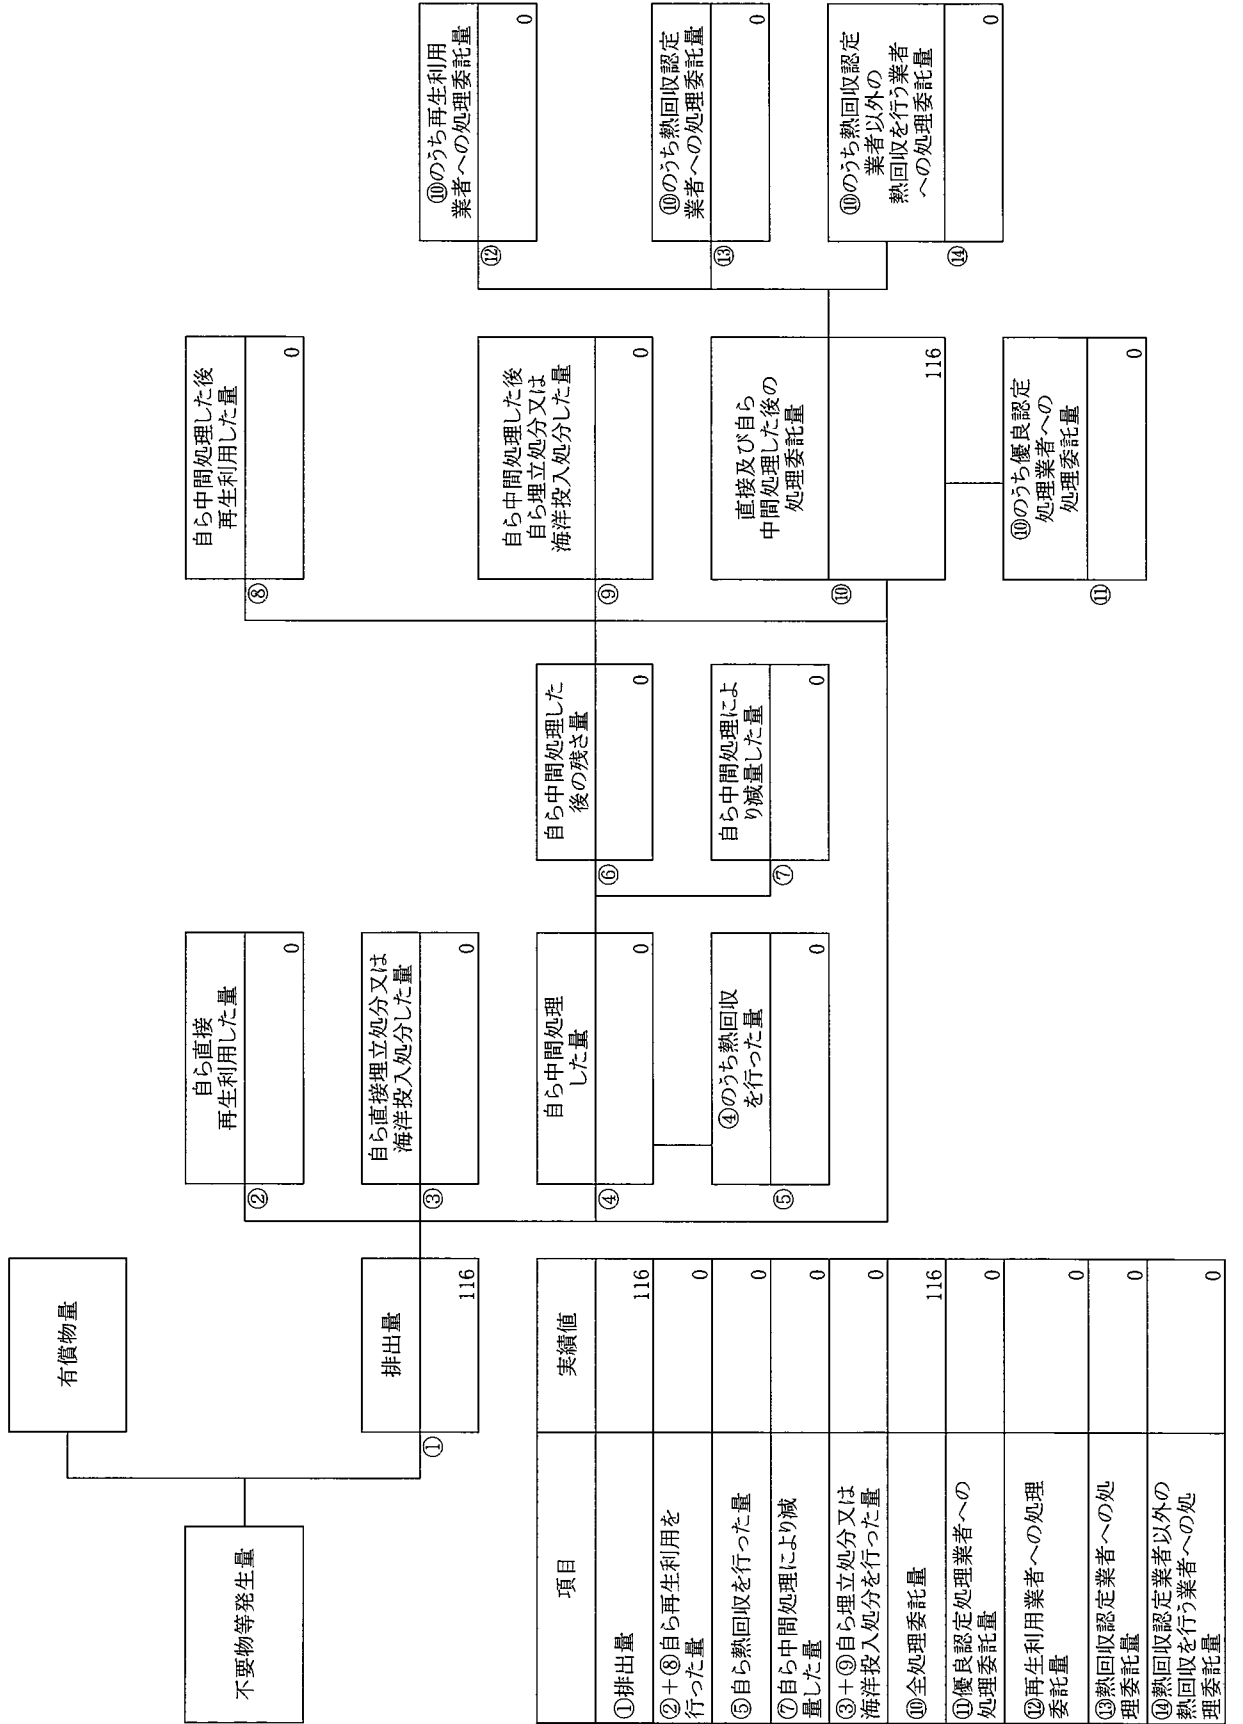 不要物等発生量
有償物量
①
排出量
116
②
自ら直接
再生利用した量
0
③
自ら直接埋立処分又は
海洋投入処分した量
0
④
自ら中間処理
した量
0
⑤
④のうち熱回収
を行った量
0
⑥
自ら中間処理した
後の残さ量
0
⑦
自ら中間処理によ
り減量した量
0
⑧
自ら中間処理した後
再生利用した量
0
⑨
自ら中間処理した後
自ら埋立処分又は
海洋投入処分した量
0
⑩
直接及び自ら
中間処理した後の
処理委託量
116
⑪
⑩のうち優良認定
処理業者への
処理委託量
0
⑫
⑩のうち再生利用
業者への処理委託量
0
⑬
⑩のうち熱回収認定
業者への処理委託量
0
⑭
⑩のうち熱回収認定
業者以外の
熱回収を行う業者
への処理委託量
0
項目 実績値
①排出量 116
②+⑧自ら再生利用を
行った量 0
⑤自ら熱回収を行った量 0
⑦自ら中間処理により減
量した量 0
③+⑨自ら埋立処分又は
海洋投入処分を行った量 0
⑩全処理委託量 116
⑪優良認定処理業者への
処理委託量 0
⑫再生利用業者への処理
委託量 0
⑬熱回収認定業者への処
理委託量 0
⑭熱回収認定業者以外の
熱回収を行う業者への処
理委託量 0